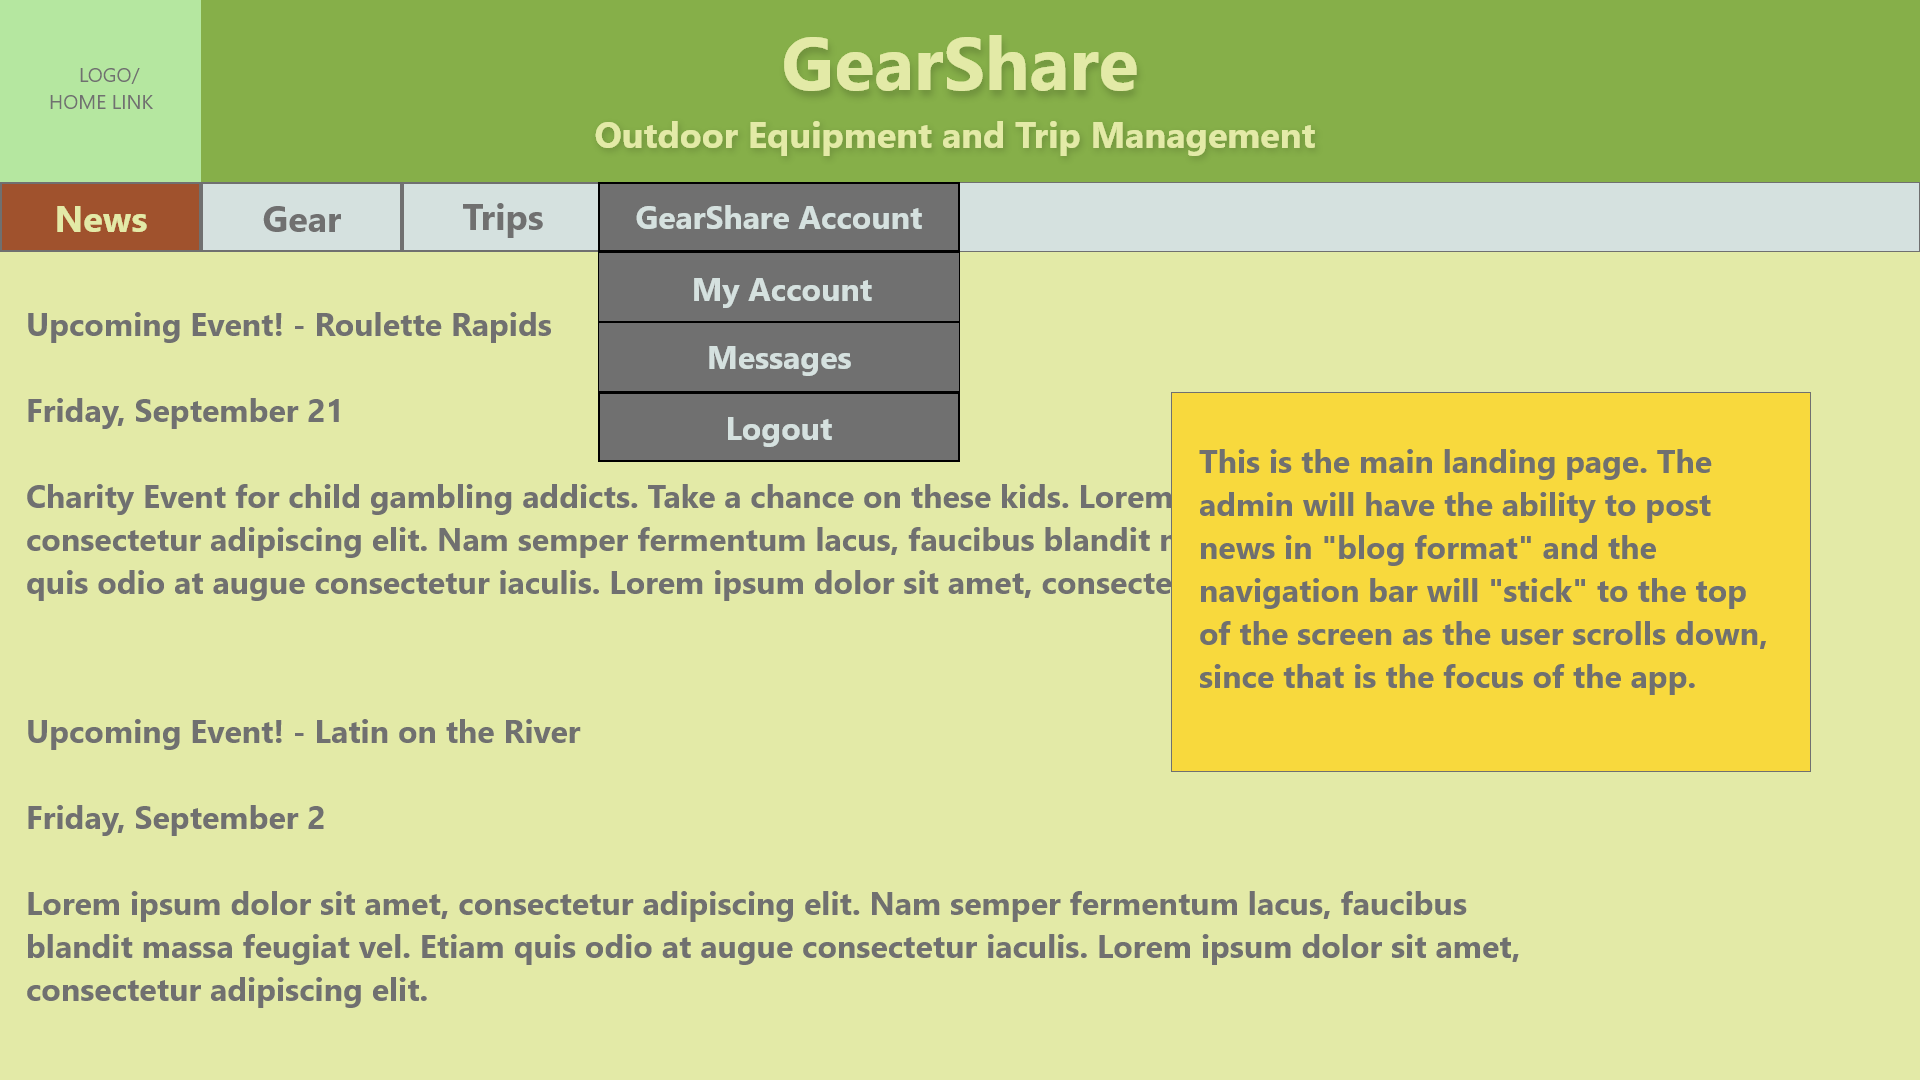 LOGO/
HOME LINK
GearShare
Outdoor Equipment and Trip Management
News
Gear
Trips
GearShare Account
My Account
Messages
Logout
Upcoming Event! - Roulette Rapids
Friday, September 21
Charity Event for child gambling addicts. Take a chance on these kids. Lorem
consectetur adipiscing elit. Nam semper fermentum lacus, faucibus blandit
quis odio at augue consectetur iaculis. Lorem ipsum dolor sit amet, consecte
This is the main landing page. The
admin will have the ability to post
news in "blog format" and the
navigation bar will "stick" to the top
of the screen as the user scrolls down,
since that is the focus of the app.
Upcoming Event! - Latin on the River
Friday, September 2
Lorem ipsum dolor sit amet, consectetur adipiscing elit. Nam semper fermentum lacus, faucibus
blandit massa feugiat vel. Etiam quis odio at augue consectetur iaculis. Lorem ipsum dolor sit amet,
consectetur adipiscing elit.